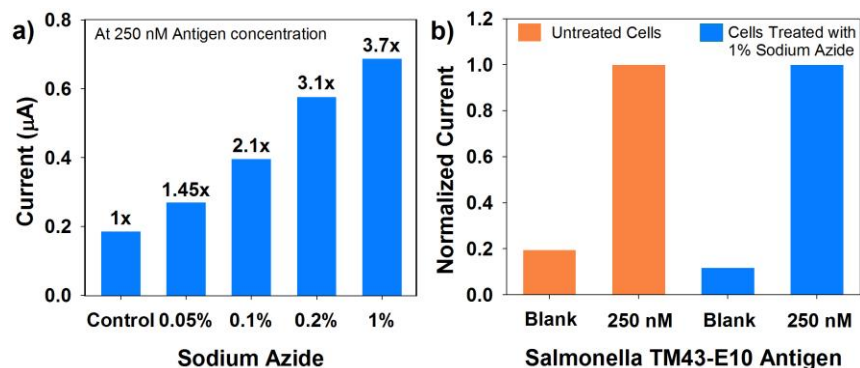 a)
At 250 nM Antigen concentration
Current (μA)
0.8
0.6
0.4
0.2
0.0
1x
1.45x
2.1x
3.1x
3.7x
Control 0.05% 0.1% 0.2% 1%
Sodium Azide
b)
Untreated Cells
Cells Treated with
1% Sodium Azide
Normalized Current
1.2
1.0
0.8
0.6
0.4
0.2
0.0
Blank 250 nM Blank 250 nM
Salmonella TM43-E10 Antigen